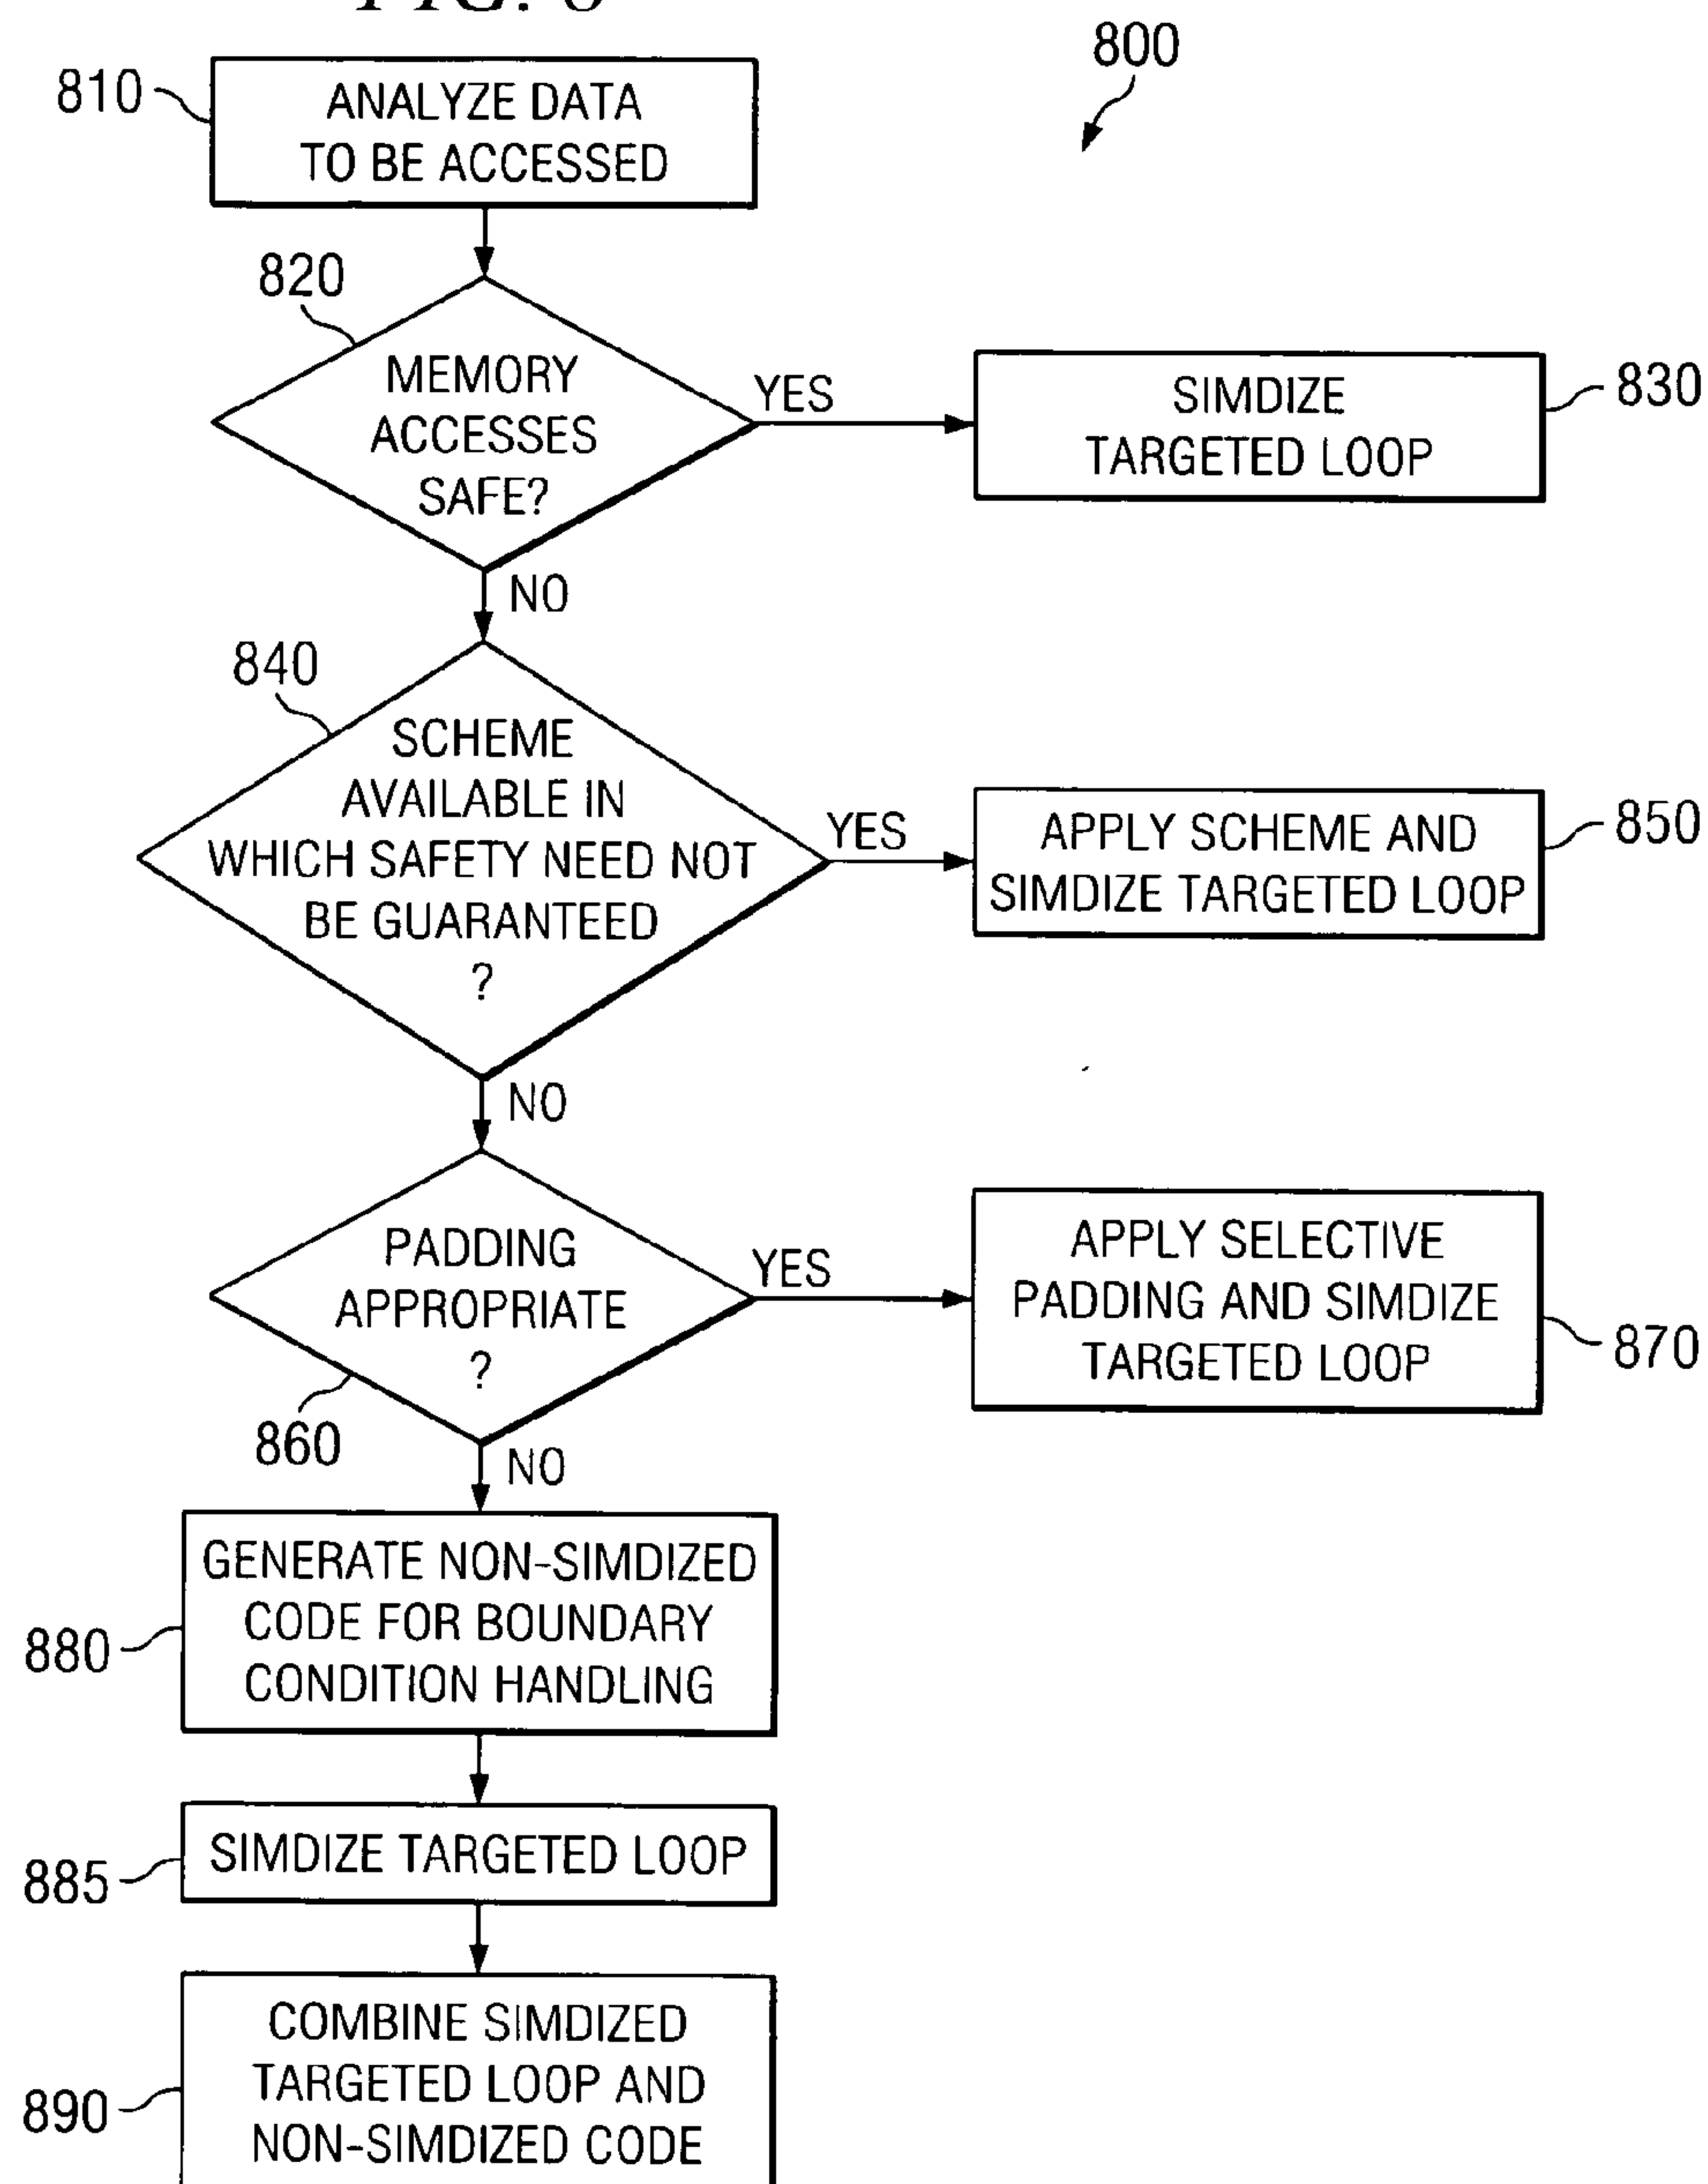 FIG. 8
800
810
ANALYZE DATA
TO BE ACCESSED
820
MEMORY
ACCESSES
SAFE?
YES
SIMDIZE
TARGETED LOOP
830
NO
840
SCHEME
AVAILABLE IN
WHICH SAFETY NEED NOT
BE GUARANTEED
?
YES
APPLY SCHEME AND
SIMDIZE TARGETED LOOP
850
NO
PADDING
APPROPRIATE
?
860
YES
APPLY SELECTIVE
PADDING AND SIMDIZE
TARGETED LOOP
870
NO
GENERATE NON-SIMDIZED
CODE FOR BOUNDARY
CONDITION HANDLING
880
SIMDIZE TARGETED LOOP
885
COMBINE SIMDIZED
TARGETED LOOP AND
NON-SIMDIZED CODE
890